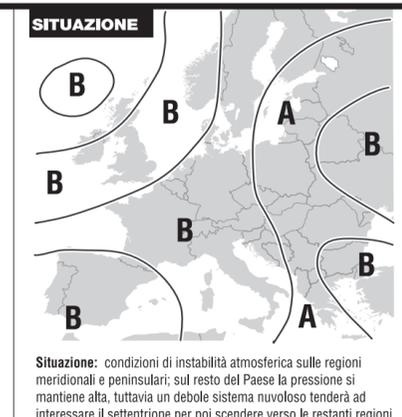 SITUAZIONE
B
B
A
B
B
B
B
B
A
Situazione: condizioni di instabilità atmosferica sulle regioni
meridionali e peninsulari; sul resto del Paese la pressione si
mantiene alta, tuttavia un debole sistema nuvoloso tenderà ad
interessare il settentrione per poi scendere verso le restanti regioni